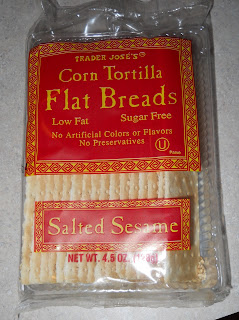 TRADER JOSE'S®
Corn Tortilla
Flat Breads
Low Fat Sugar Free
No Artificial Colors or Flavors
No Preservatives
U
Salted Sesame
NET WT. 4.5 OZ.